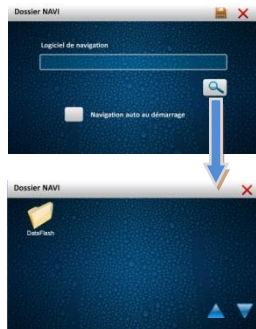 Dossier NAVI
Logiciel de navigation
Navigation auto au démarrage
Dossier NAVI
DataFlash